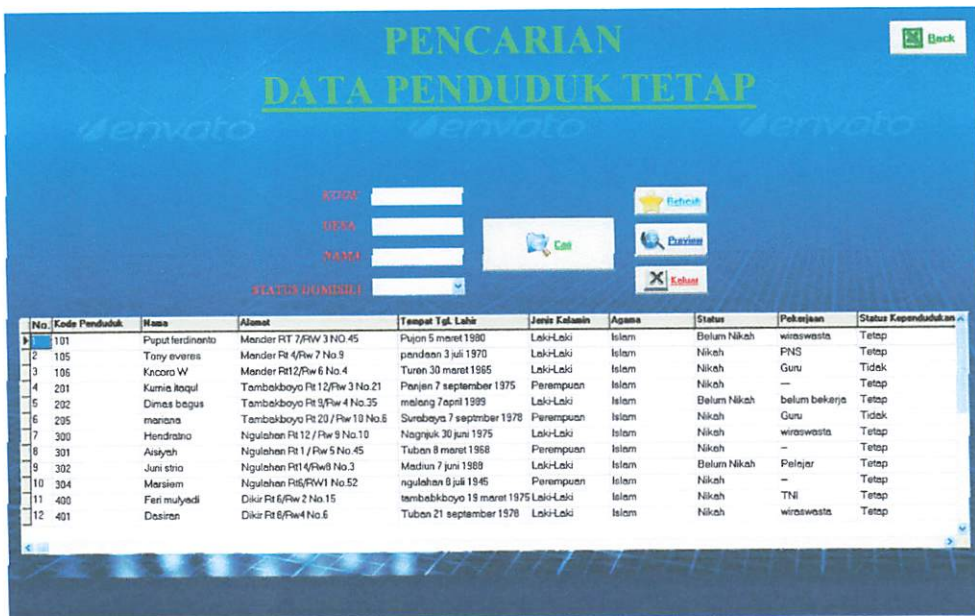 PENCARIAN
Back
DATA PENDUDUK TETAP
envato envato envato
KODE
Refresh
DESA
Cari
Preview
NAMA
Keluar
STATUS DOMISILI
No. Kode Penduduk Nama Alamat Tempat Tgl. Lahir Jenis Kelamin Agama Status Pekerjaan Status Kependudukan
1 101 Puput ferdinanto Mander RT 7/RW 3 NO.45 Pujon 5 maret 1980 Laki-Laki Islam Belum Nikah wiraswasta Tetap
2 105 Tony everes Mander Rt 4/Rw 7 No.9 pandaan 3 juli 1970 Laki-Laki Islam Nikah PNS Tetap
3 106 Kncoro W Mander Rt12/Rw 6 No.4 Turen 30 maret 1965 Laki-Laki Islam Nikah Guru Tidak
4 201 Kurnia itaqul Tambakboyo Rt 12/Rw 3 No.21 Panjen 7 september 1975 Perempuan Islam Nikah — Tetap
5 202 Dimas bagus Tambakboyo Rt 9/Rw 4 No.35 malang 7april 1989 Laki-Laki Islam Belum Nikah belum bekerja Tetap
6 205 manana Tambakboyo Rt 20 / Rw 10 No.6 Surabaya 7 septmber 1978 Perempuan Islam Nikah Guru Tidak
7 300 Hendratno Ngulahan Rt 12 / Rw 9 No.10 Nagnjuk 30 juni 1975 Laki-Laki Islam Nikah wiraswasta Tetap
8 301 Aisiyah Ngulahan Rt 1 / Rw 5 No.45 Tuban 8 maret 1968 Perempuan Islam Nikah – Tetap
9 302 Juni strio Ngulahan Rt14/Rw8 No.3 Madiun 7 juni 1988 Laki-Laki Islam Belum Nikah Pelajar Tetap
10 304 Marsiem Ngulahan Rt6/RW1 No.52 ngulahan 8 juli 1945 Perempuan Islam Nikah – Tetap
11 400 Feri mulyadi Dikir Rt 6/Rw 2 No.15 tambabkboyo 19 maret 1975 Laki-Laki Islam Nikah TNI Tetap
12 401 Dasiran Dikir Rt 8/Rw4 No.6 Tuban 21 september 1978 Laki-Laki Islam Nikah wiraswasta Tetap